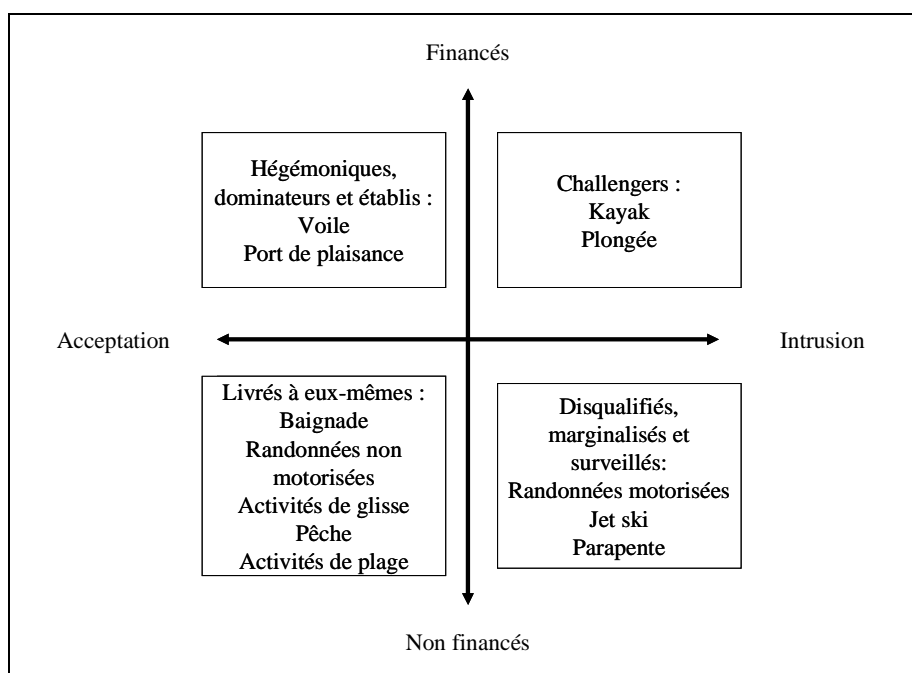 Financés
Hégémoniques,
dominateurs et établis :
Voile
Port de plaisance
Challengers :
Kayak
Plongée
Acceptation
Intrusion
Livrés à eux-mêmes :
Baignade
Randonnées non
motorisées
Activités de glisse
Pêche
Activités de plage
Disqualifiés,
marginalisés et
surveillés:
Randonnées motorisées
Jet ski
Parapente
Non financés